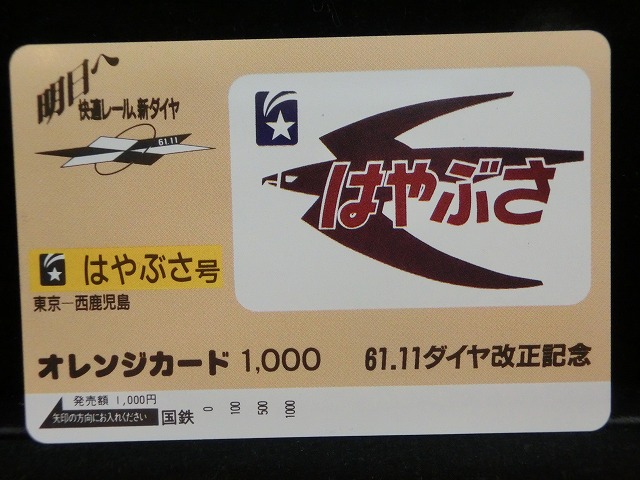 明日へ
快適レール、新ダイヤ
61.11
はやぶさ
はやぶさ号
東京―西鹿児島
オレンジカード 1,000
61.11ダイヤ改正記念
発売額 1,000円
矢印の方向にお入れください
国鉄
0 100 500 1000